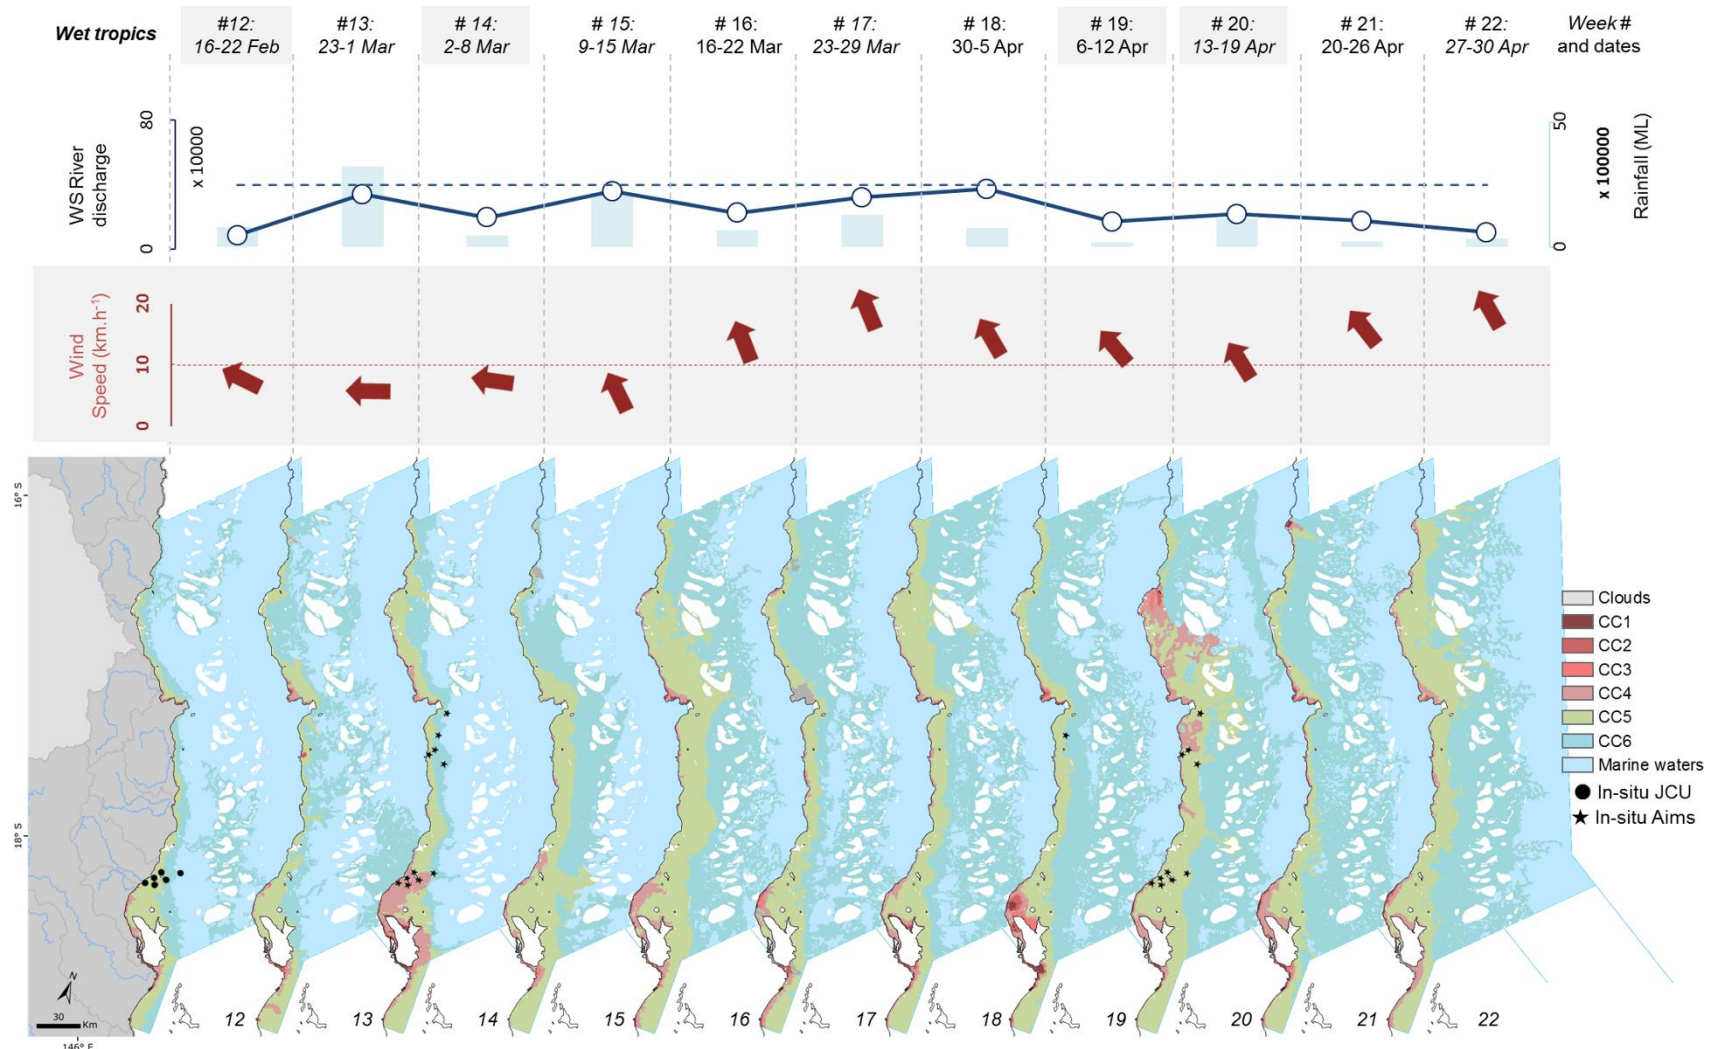 Wet tropics
#12:
16-22 Feb
#13:
23-1 Mar
# 14:
2-8 Mar
# 15:
9-15 Mar
# 16:
16-22 Mar
# 17:
23-29 Mar
# 18:
30-5 Apr
# 19:
6-12 Apr
# 20:
13-19 Apr
# 21:
20-26 Apr
# 22:
27-30 Apr
Week #
and dates
WS River
discharge
80
0
x 10000
50
0
x 100000
Rainfall (ML)
Wind
Speed (km.h⁻¹)
20
10
0
16° S
18° S
146° E
N
30
Km
12
13
14
15
16
17
18
19
20
21
22
Clouds
CC1
CC2
CC3
CC4
CC5
CC6
Marine waters
In-situ JCU
In-situ Aims